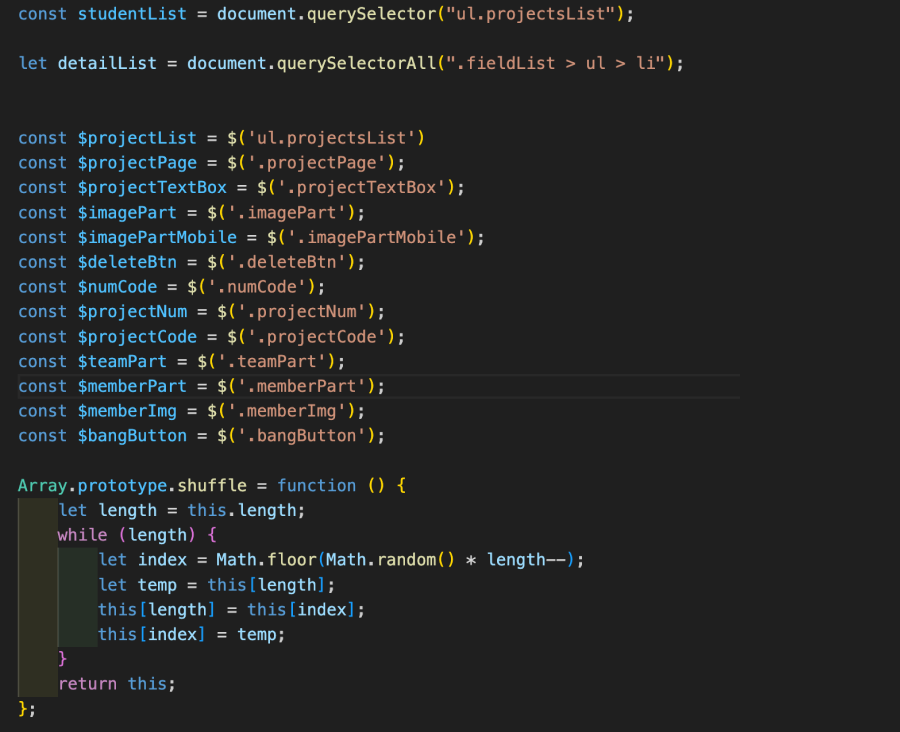 const studentList = document.querySelector("ul.projectsList");
let detailList = document.querySelectorAll(".fieldList > ul > li");
const $projectList = $('ul.projectsList')
const $projectPage = $('.projectPage');
const $projectTextBox = $('.projectTextBox');
const $imagePart = $('.imagePart');
const $imagePartMobile = $('.imagePartMobile');
const $deleteBtn = $('.deleteBtn');
const $numCode = $('.numCode');
const $projectNum = $('.projectNum');
const $projectCode = $('.projectCode');
const $teamPart = $('.teamPart');
const $memberPart = $('.memberPart');
const $memberImg = $('.memberImg');
const $bangButton = $('.bangButton');
Array.prototype.shuffle = function () {
    let length = this.length;
    while (length) {
        let index = Math.floor(Math.random() * length--);
        let temp = this[length];
        this[length] = this[index];
        this[index] = temp;
    }
    return this;
};